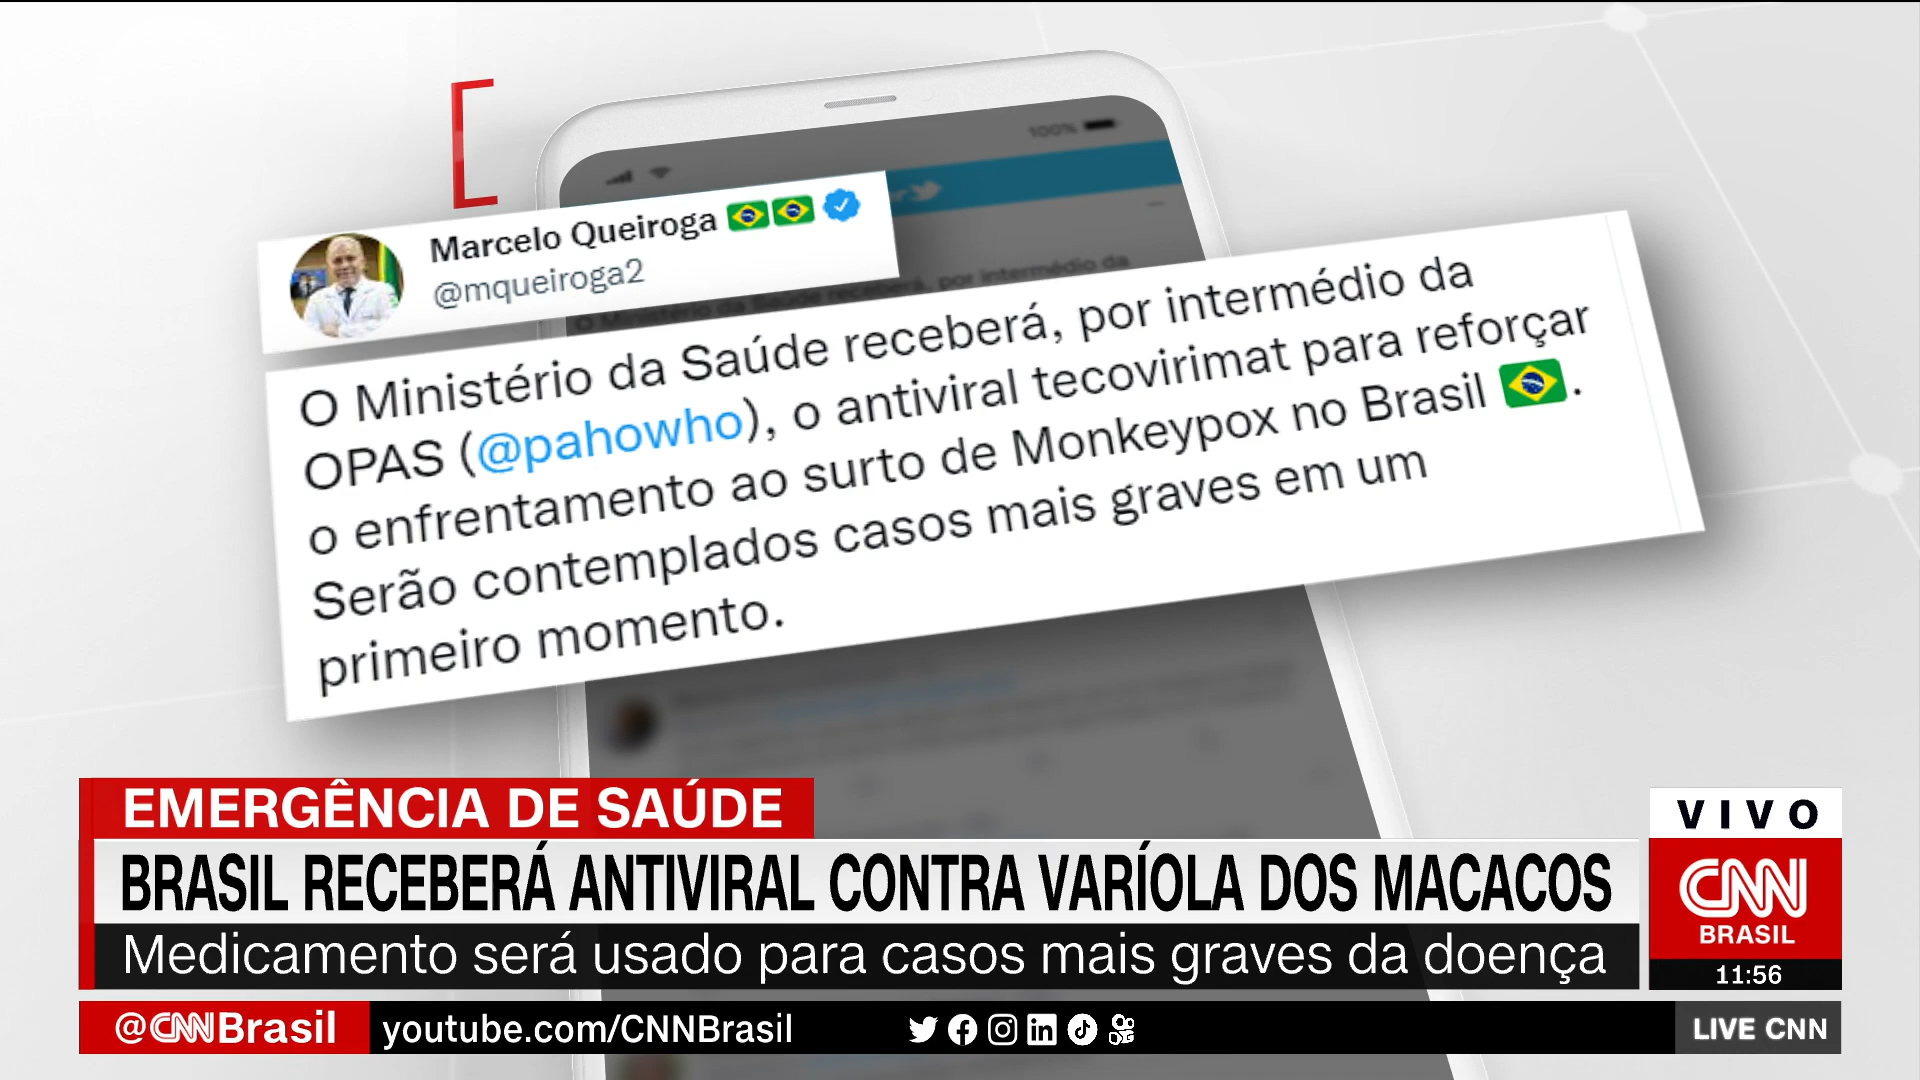 100%
Marcelo Queiroga
@mqueiroga2
O Ministério da Saúde receberá, por intermédio da
OPAS (@pahowho), o antiviral tecovirimat para reforçar
o enfrentamento ao surto de Monkeypox no Brasil 🇧🇷.
Serão contemplados casos mais graves em um
primeiro momento.
EMERGÊNCIA DE SAÚDE
BRASIL RECEBERÁ ANTIVIRAL CONTRA VARÍOLA DOS MACACOS
Medicamento será usado para casos mais graves da doença
VIVO
CNN
BRASIL
11:56
@CNNBrasil
youtube.com/CNNBrasil
LIVE CNN